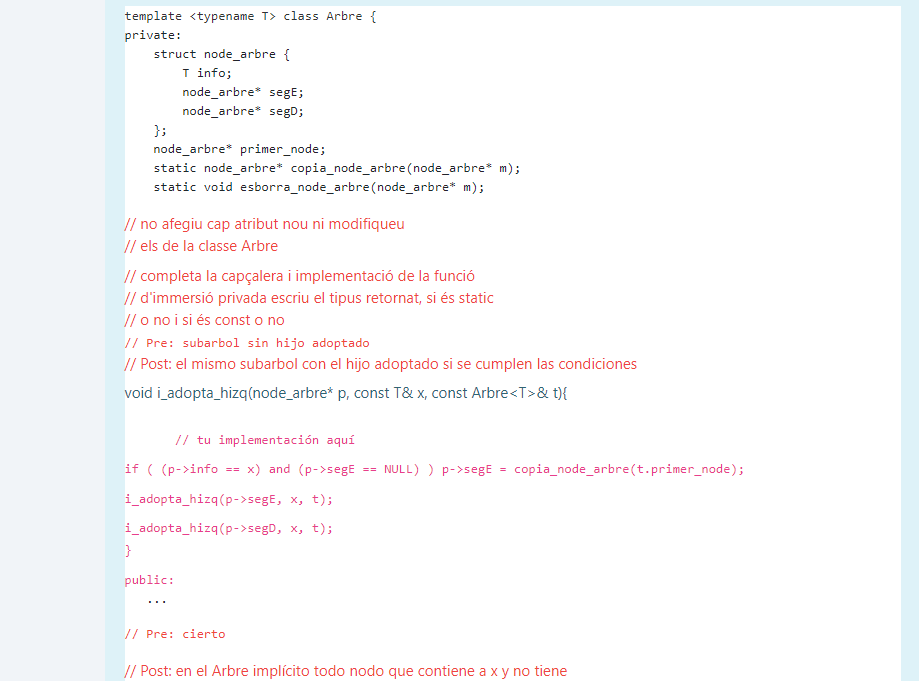 template <typename T> class Arbre {
private:
    struct node_arbre {
        T info;
        node_arbre* segE;
        node_arbre* segD;
    };
    node_arbre* primer_node;
    static node_arbre* copia_node_arbre(node_arbre* m);
    static void esborra_node_arbre(node_arbre* m);
// no afegiu cap atribut nou ni modifiqueu
// els de la classe Arbre
// completa la capçalera i implementació de la funció
// d'immersió privada escriu el tipus retornat, si és static
// o no i si és const o no
// Pre: subarbol sin hijo adoptado
// Post: el mismo subarbol con el hijo adoptado si se cumplen las condiciones
void i_adopta_hizq(node_arbre* p, const T& x, const Arbre<T>& t){
       // tu implementación aquí
if ( (p->info == x) and (p->segE == NULL) ) p->segE = copia_node_arbre(t.primer_node);
i_adopta_hizq(p->segE, x, t);
i_adopta_hizq(p->segD, x, t);
}
public:
   ...
// Pre: cierto
// Post: en el Arbre implícito todo nodo que contiene a x y no tiene